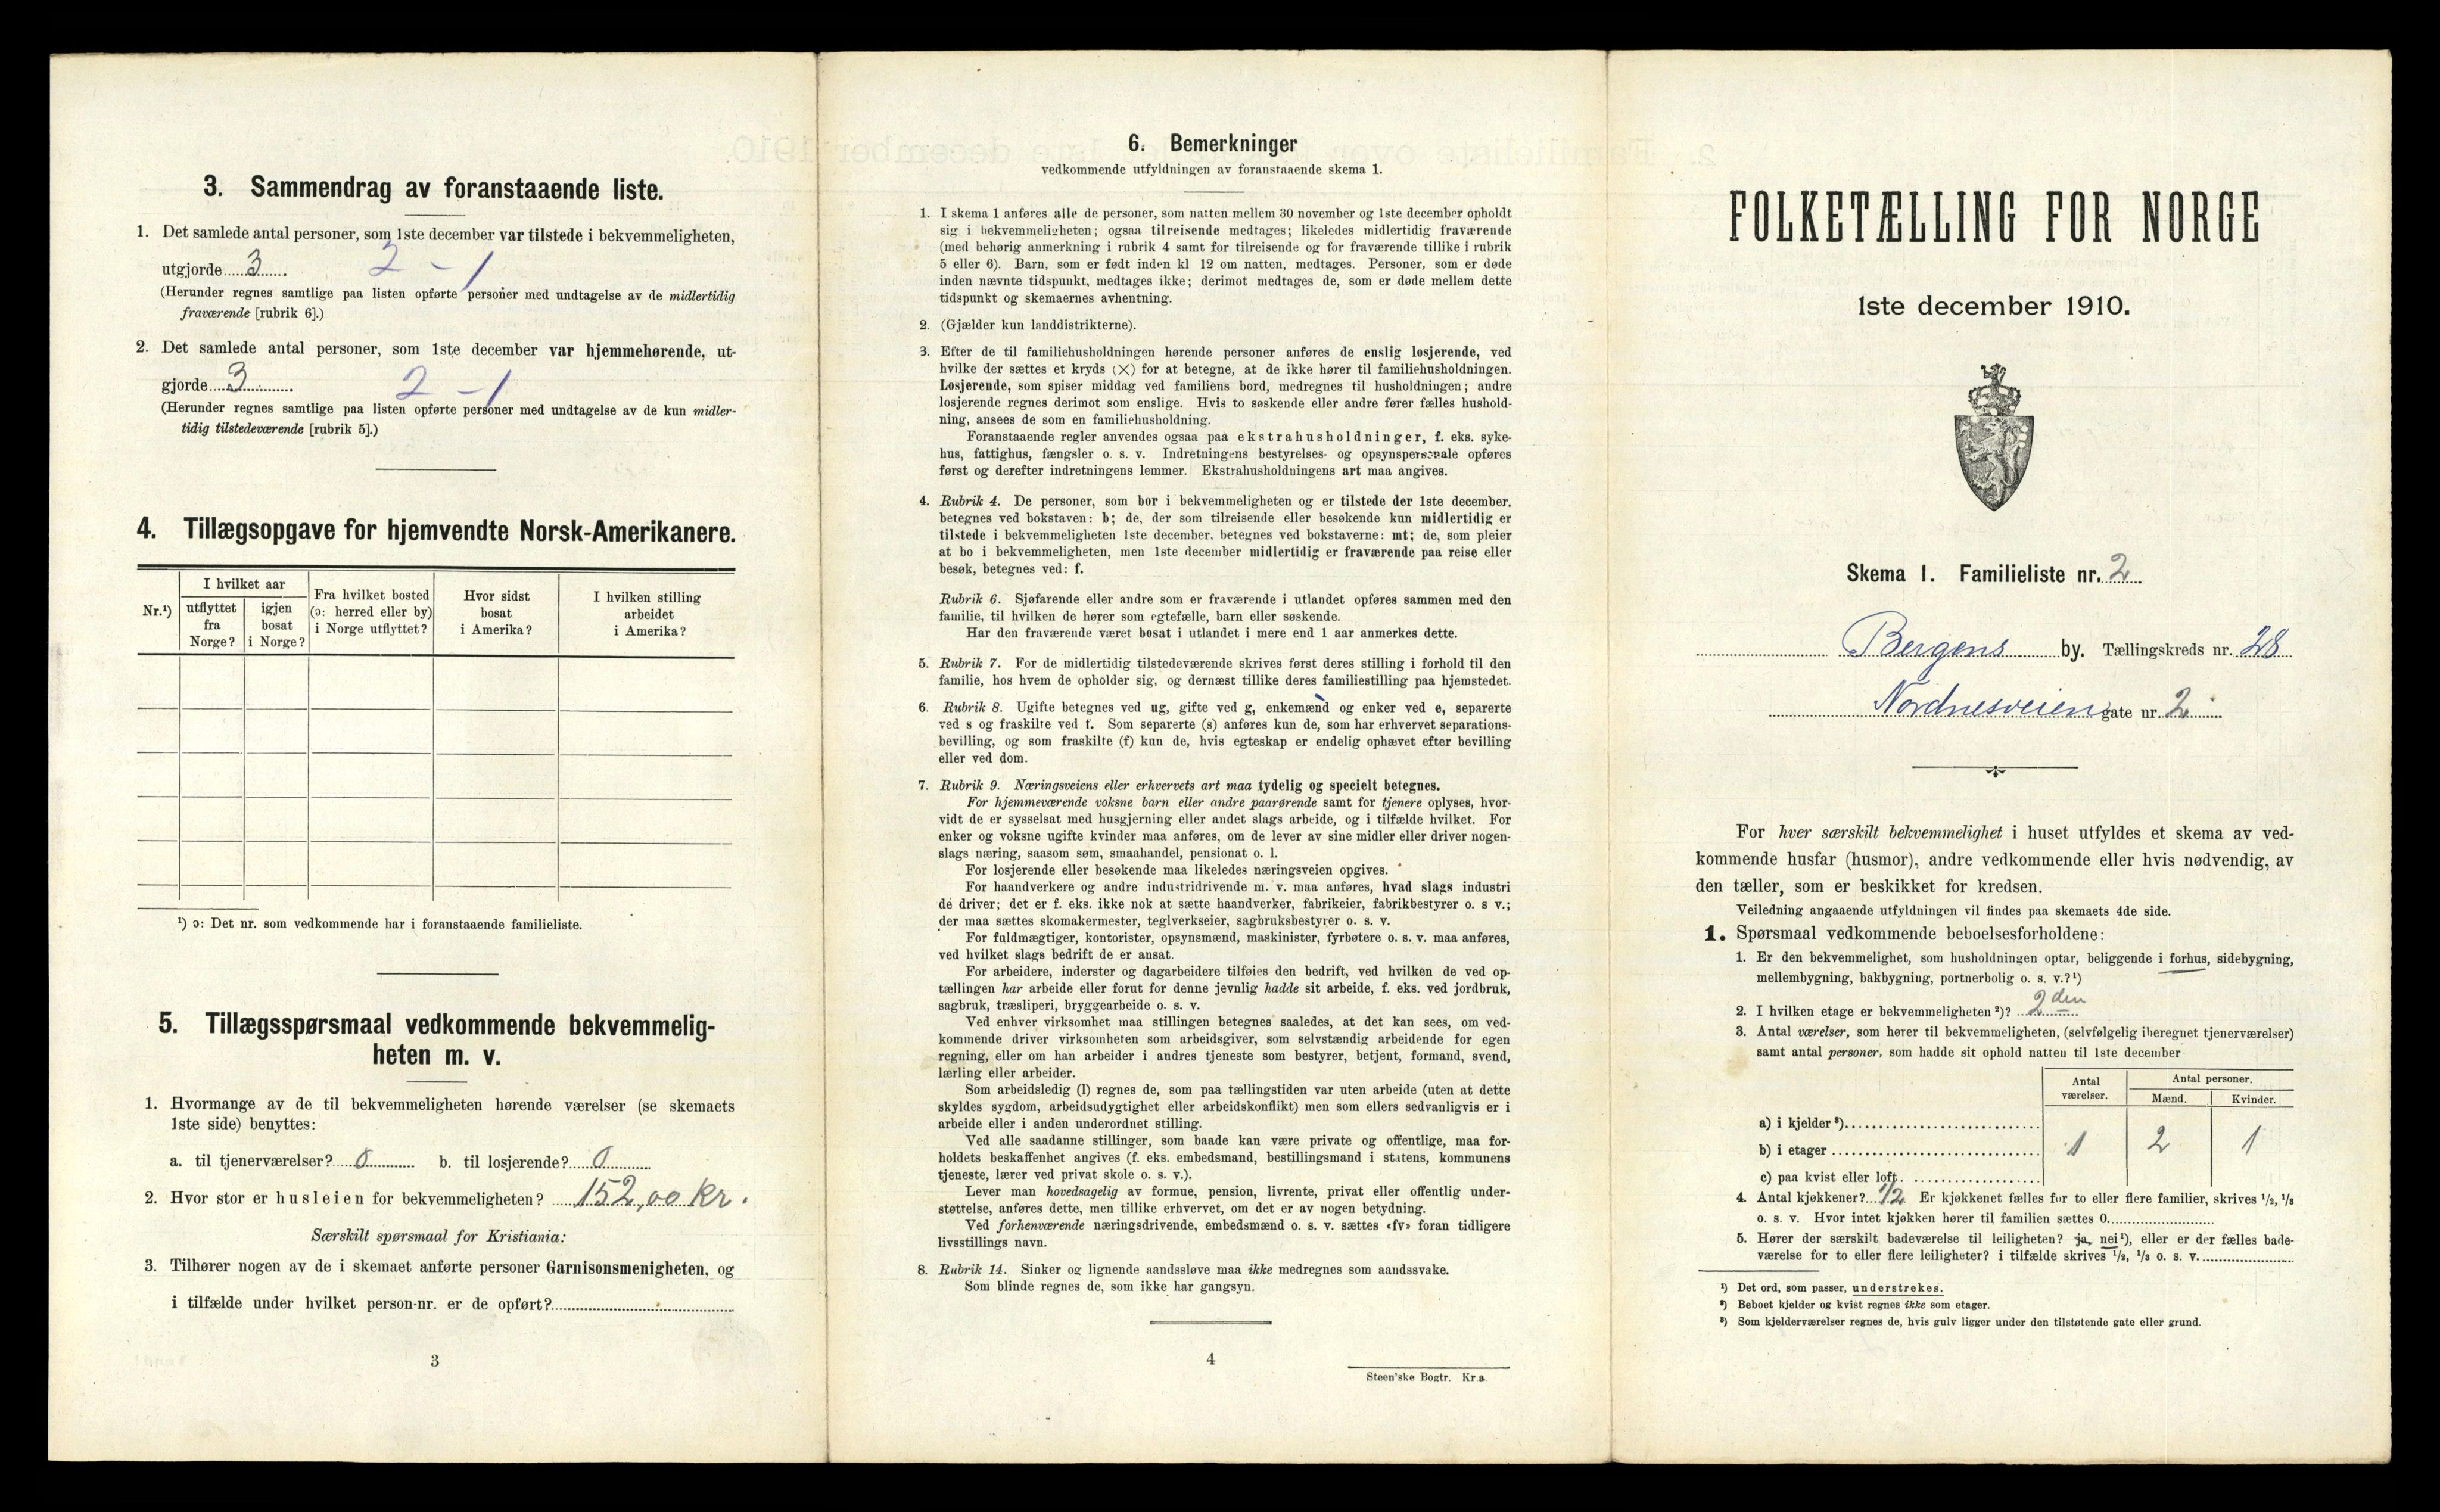 3. Sammendrag av foranstaaende liste.
1. Det samlede antal personer, som 1ste december var tilstede i bekvemmeligheten,
utgjorde 3 2 - 1
(Herunder regnes samtlige paa listen opførte personer med undtagelse av de midlertidig
fraværende [rubrik 6].)
2. Det samlede antal personer, som 1ste december var hjemmehørende, ut-
gjorde 3 2 - 1
(Herunder regnes samtlige paa listen opførte personer med undtagelse av de kun midler-
tidig tilstedeværende [rubrik 5].)
4. Tillægsopgave for hjemvendte Norsk-Amerikanere.
Nr.¹)
I hvilket aar
utflyttet fra Norge?
igjen bosat i Norge?
Fra hvilket bosted (ɔ: herred eller by) i Norge utflyttet?
Hvor sidst bosat i Amerika?
I hvilken stilling arbeidet i Amerika?
¹) ɔ: Det nr. som vedkommende har i foranstaaende familieliste.
5. Tillægsspørsmaal vedkommende bekvemmelig-
heten m. v.
1. Hvormange av de til bekvemmeligheten hørende værelser (se skemaets
1ste side) benyttes:
a. til tjenerværelser? 0 b. til losjerende? 0
2. Hvor stor er husleien for bekvemmeligheten? 152,00 Kr.
Særskilt spørsmaal for Kristiania:
3. Tilhører nogen av de i skemaet anførte personer Garnisonsmenigheten, og
i tilfælde under hvilket person-nr. er de opført?
3
6. Bemerkninger
vedkommende utfyldningen av foranstaaende skema 1.
1. I skema 1 anføres alle de personer, som natten mellem 30 november og 1ste december opholdt
sig i bekvemmeligheten; ogsaa tilreisende medtages; likeledes midlertidig fraværende
(med behørig anmerkning i rubrik 4 samt for tilreisende og for fraværende tillike i rubrik
5 eller 6). Barn, som er født inden kl 12 om natten, medtages. Personer, som er døde
inden nævnte tidspunkt, medtages ikke; derimot medtages de, som er døde mellem dette
tidspunkt og skemaernes avhentning.
2. (Gjælder kun landdistrikterne).
3. Efter de til familiehusholdningen hørende personer anføres de enslig losjerende, ved
hvilke der sættes et kryds (×) for at betegne, at de ikke hører til familiehusholdningen.
Losjerende, som spiser middag ved familiens bord, medregnes til husholdningen; andre
losjerende regnes derimot som enslige. Hvis to søskende eller andre fører fælles hushold-
ning, ansees de som en familiehusholdning.
Foranstaaende regler anvendes ogsaa paa ekstrahusholdninger, f. eks. syke-
hus, fattighus, fængsler o. s. v. Indretningens bestyrelses- og opsynspersonale opføres
først og derefter indretningens lemmer. Ekstrahusholdningens art maa angives.
4. Rubrik 4. De personer, som bor i bekvemmeligheten og er tilstede der 1ste december,
betegnes ved bokstaven: b; de, der som tilreisende eller besøkende kun midlertidig er
tilstede i bekvemmeligheten 1ste december, betegnes ved bokstaverne: mt; de, som pleier
at bo i bekvemmeligheten, men 1ste december midlertidig er fraværende paa reise eller
besøk, betegnes ved: f.
Rubrik 6. Sjøfarende eller andre som er fraværende i utlandet opføres sammen med den
familie, til hvilken de hører som egtefælle, barn eller søskende.
Har den fraværende været bosat i utlandet i mere end 1 aar anmerkes dette.
5. Rubrik 7. For de midlertidig tilstedeværende skrives først deres stilling i forhold til den
familie, hos hvem de opholder sig, og dernæst tillike deres familiestilling paa hjemstedet.
6. Rubrik 8. Ugifte betegnes ved ug, gifte ved g, enkemænd og enker ved e, separerte
ved s og fraskilte ved f. Som separerte (s) anføres kun de, som har erhvervet separations-
bevilling, og som fraskilte (f) kun de, hvis egteskap er endelig ophævet efter bevilling
eller ved dom.
7. Rubrik 9. Næringsveiens eller erhvervets art maa tydelig og specielt betegnes.
For hjemmeværende voksne barn eller andre paarørende samt for tjenere oplyses, hvor-
vidt de er sysselsat med husgjerning eller andet slags arbeide, og i tilfælde hvilket. For
enker og voksne ugifte kvinder maa anføres, om de lever av sine midler eller driver nogen-
slags næring, saasom søm, smaahandel, pensionat o. l.
For losjerende eller besøkende maa likeledes næringsveien opgives.
For haandverkere og andre industridrivende m. v. maa anføres, hvad slags industri
de driver; det er f. eks. ikke nok at sætte haandverker, fabrikeier, fabrikbestyrer o. s v.;
der maa sættes skomakermester, teglverkseier, sagbruksbestyrer o. s. v.
For fuldmægtiger, kontorister, opsynsmænd, maskinister, fyrbøtere o. s. v. maa anføres,
ved hvilket slags bedrift de er ansat.
For arbeidere, inderster og dagarbeidere tilføies den bedrift, ved hvilken de ved op-
tællingen har arbeide eller forut for denne jevnlig hadde sit arbeide, f. eks. ved jordbruk,
sagbruk, træsliperi, bryggearbeide o. s. v.
Ved enhver virksomhet maa stillingen betegnes saaledes, at det kan sees, om ved-
kommende driver virksomheten som arbeidsgiver, som selvstændig arbeidende for egen
regning, eller om han arbeider i andres tjeneste som bestyrer, betjent, formand, svend,
lærling eller arbeider.
Som arbeidsledig (l) regnes de, som paa tællingstiden var uten arbeide (uten at dette
skyldes sygdom, arbeidsudygtighet eller arbeidskonflikt) men som ellers sedvanligvis er i
arbeide eller i anden underordnet stilling.
Ved alle saadanne stillinger, som baade kan være private og offentlige, maa for-
holdets beskaffenhet angives (f. eks. embedsmand, bestillingsmand i statens, kommunens
tjeneste, lærer ved privat skole o. s. v.).
Lever man hovedsagelig av formue, pension, livrente, privat eller offentlig under-
støttelse, anføres dette, men tillike erhvervet, om det er av nogen betydning.
Ved forhenværende næringsdrivende, embedsmænd o. s. v. sættes «fv» foran tidligere
livsstillings navn.
8. Rubrik 14. Sinker og lignende aandssløve maa ikke medregnes som aandssvake.
Som blinde regnes de, som ikke har gangsyn.
4
Steen'ske Bogtr. Kr.a
FOLKETÆLLING FOR NORGE
1ste december 1910.
Skema 1. Familieliste nr. 2
Bergens by. Tællingskreds nr. 28
Nordnesveien gate nr. 2
For hver særskilt bekvemmelighet i huset utfyldes et skema av ved-
kommende husfar (husmor), andre vedkommende eller hvis nødvendig, av
den tæller, som er beskikket for kredsen.
Veiledning angaaende utfyldningen vil findes paa skemaets 4de side.
1. Spørsmaal vedkommende beboelsesforholdene:
1. Er den bekvemmelighet, som husholdningen optar, beliggende i forhus, sidebygning,
mellembygning, bakbygning, portnerbolig o. s. v.?¹)
2. I hvilken etage er bekvemmeligheten ²)? 2den
3. Antal værelser, som hører til bekvemmeligheten, (selvfølgelig iberegnet tjenerværelser)
samt antal personer, som hadde sit ophold natten til 1ste december
Antal værelser. Antal personer.
Mænd. Kvinder.
a) i kjelder ³)
b) i etager 1 2 1
c) paa kvist eller loft
4. Antal kjøkkener? 1/2 Er kjøkkenet fælles for to eller flere familier, skrives ¹/₂, ¹/₃
o. s. v. Hvor intet kjøkken hører til familien sættes 0.
5. Hører der særskilt badeværelse til leiligheten? ja, nei ¹), eller er der fælles bade-
værelse for to eller flere leiligheter? i tilfælde skrives ¹/₂, ¹/₃ o. s. v.
¹) Det ord, som passer, understrekes.
²) Beboet kjelder og kvist regnes ikke som etager.
³) Som kjelderværelser regnes de, hvis gulv ligger under den tilstøtende gate eller grund.